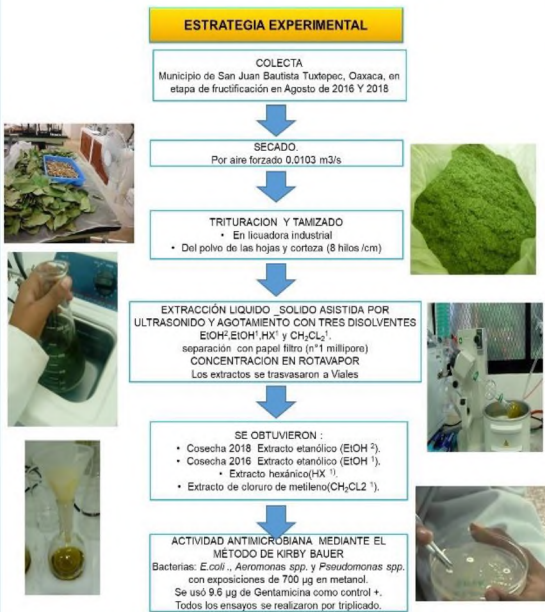 ESTRATEGIA EXPERIMENTAL
COLECTA
Municipio de San Juan Bautista Tuxtepec, Oaxaca, en
etapa de fructificación en Agosto de 2016 Y 2018
SECADO.
Por aire forzado 0.0103 m3/s
TRITURACION Y TAMIZADO
• En licuadora industrial
• Del polvo de las hojas y corteza (8 hilos /cm)
EXTRACCIÓN LIQUIDO _SOLIDO ASISTIDA POR
ULTRASONIDO Y AGOTAMIENTO CON TRES DISOLVENTES
EtOH²,EtOH¹,HX¹ y CH₂CL₂¹.
separación con papel filtro (n°1 millipore)
CONCENTRACION EN ROTAVAPOR
Los extractos se trasvasaron a Viales
SE OBTUVIERON :
• Cosecha 2018 Extracto etanólico (EtOH ²).
• Cosecha 2016 Extracto etanólico (EtOH ¹).
• Extracto hexánico(HX ¹).
• Extracto de cloruro de metileno(CH₂CL2 ¹).
ACTIVIDAD ANTIMICROBIANA MEDIANTE EL
MÉTODO DE KIRBY BAUER
Bacterias: E.coli ., Aeromonas spp. y Pseudomonas spp.
con exposiciones de 700 µg en metanol.
Se usó 9.6 µg de Gentamicina como control +.
Todos los ensayos se realizaron por triplicado.